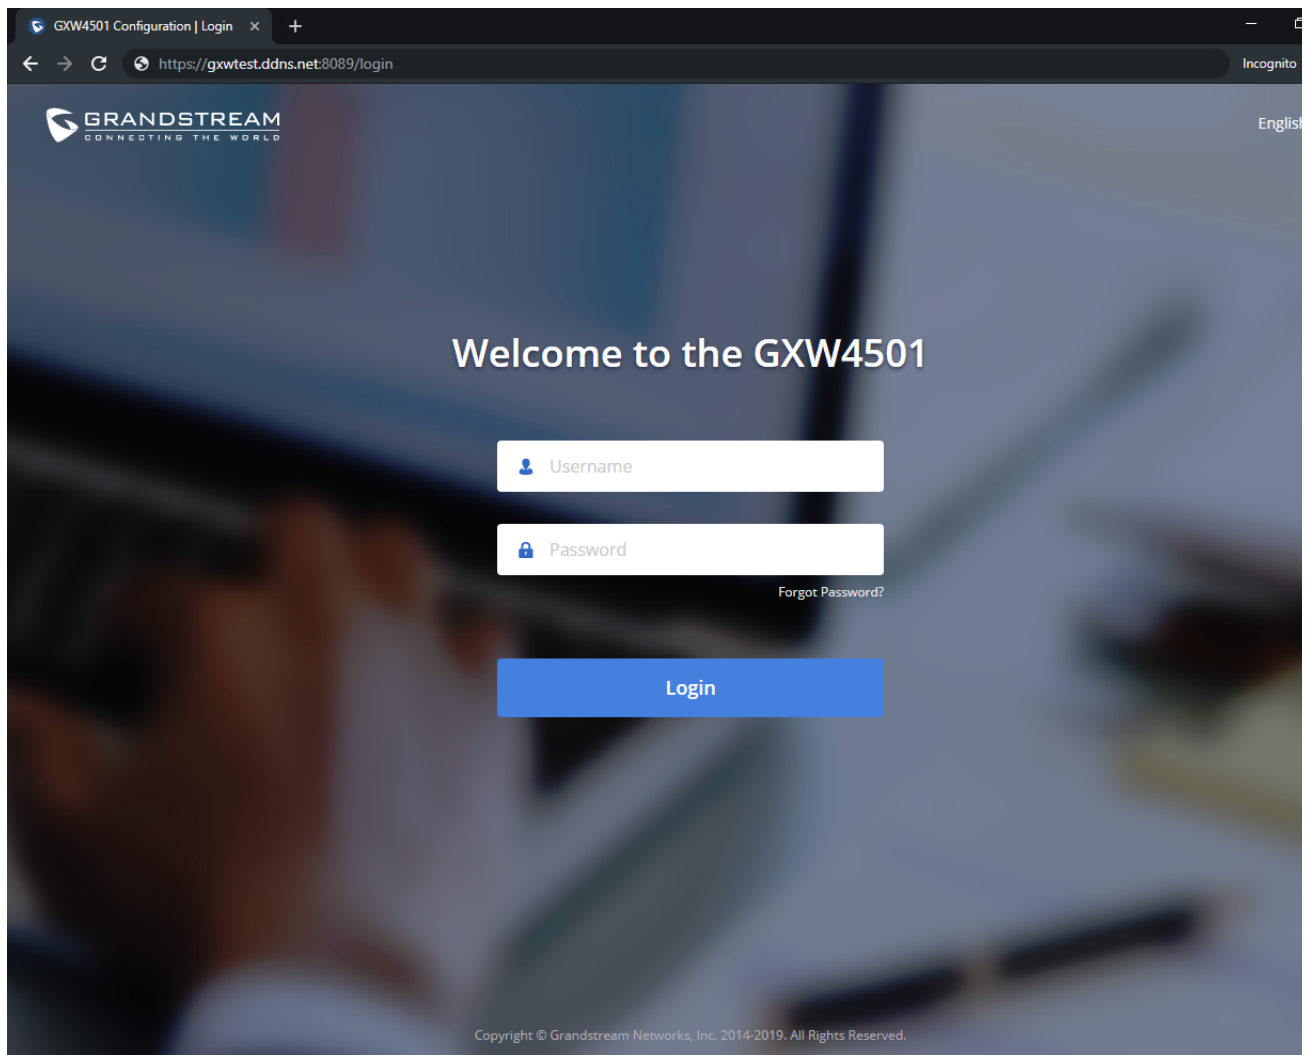 GXW4501 Configuration | Login
https://gxwtest.ddns.net:8089/login
Incognito
GRANDSTREAM
CONNECTING THE WORLD
English
Welcome to the GXW4501
Username
Password
Forgot Password?
Login
Copyright © Grandstream Networks, Inc. 2014-2019. All Rights Reserved.